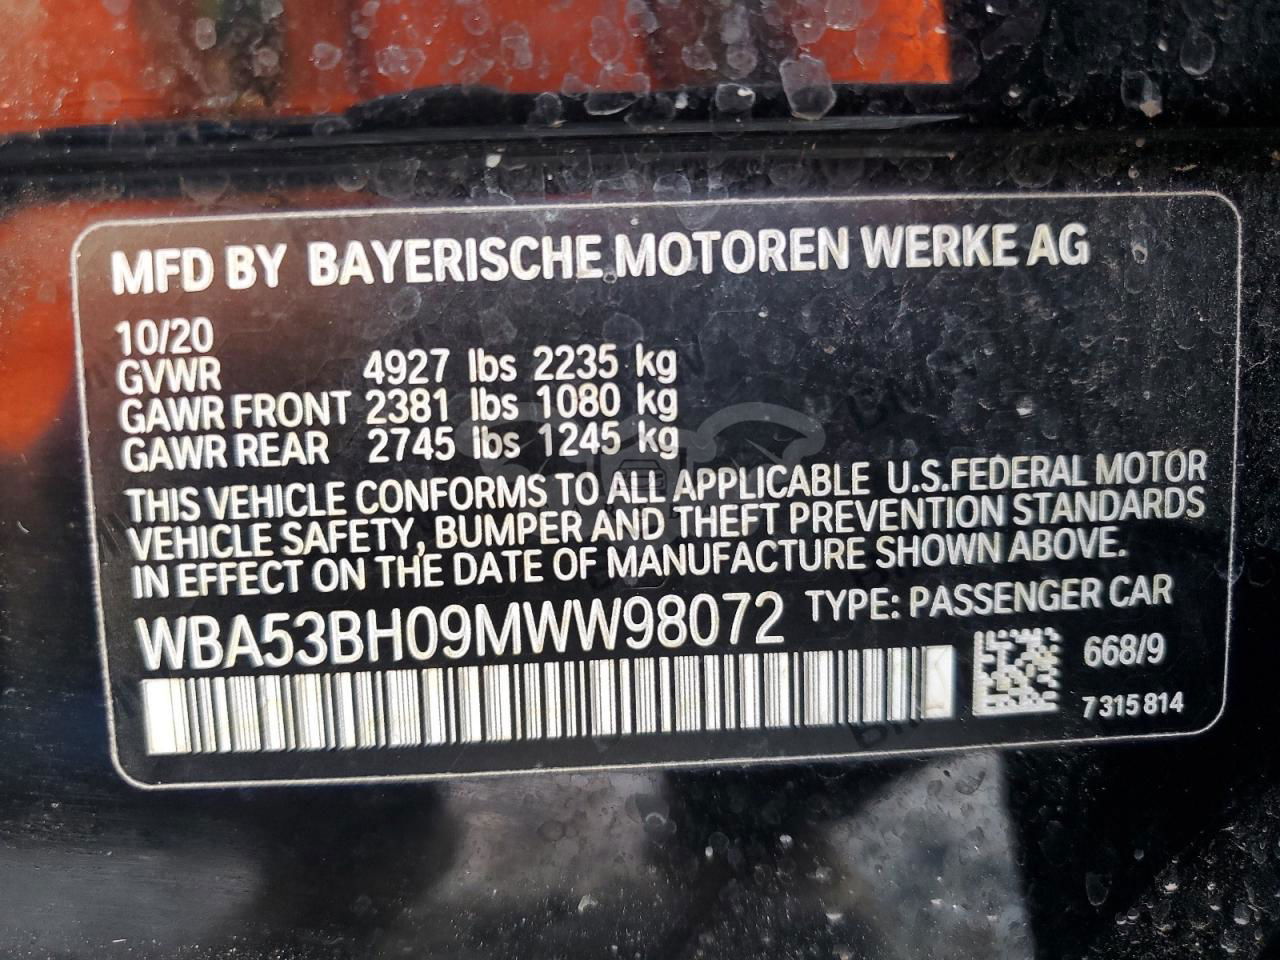 MFD BY BAYERISCHE MOTOREN WERKE AG
10/20
GVWR 4927 lbs 2235 kg
GAWR FRONT 2381 lbs 1080 kg
GAWR REAR 2745 lbs 1245 kg
THIS VEHICLE CONFORMS TO ALL APPLICABLE U.S.FEDERAL MOTOR
VEHICLE SAFETY, BUMPER AND THEFT PREVENTION STANDARDS
IN EFFECT ON THE DATE OF MANUFACTURE SHOWN ABOVE.
WBA53BH09MWW98072 TYPE: PASSENGER CAR
668/9
7 315 814